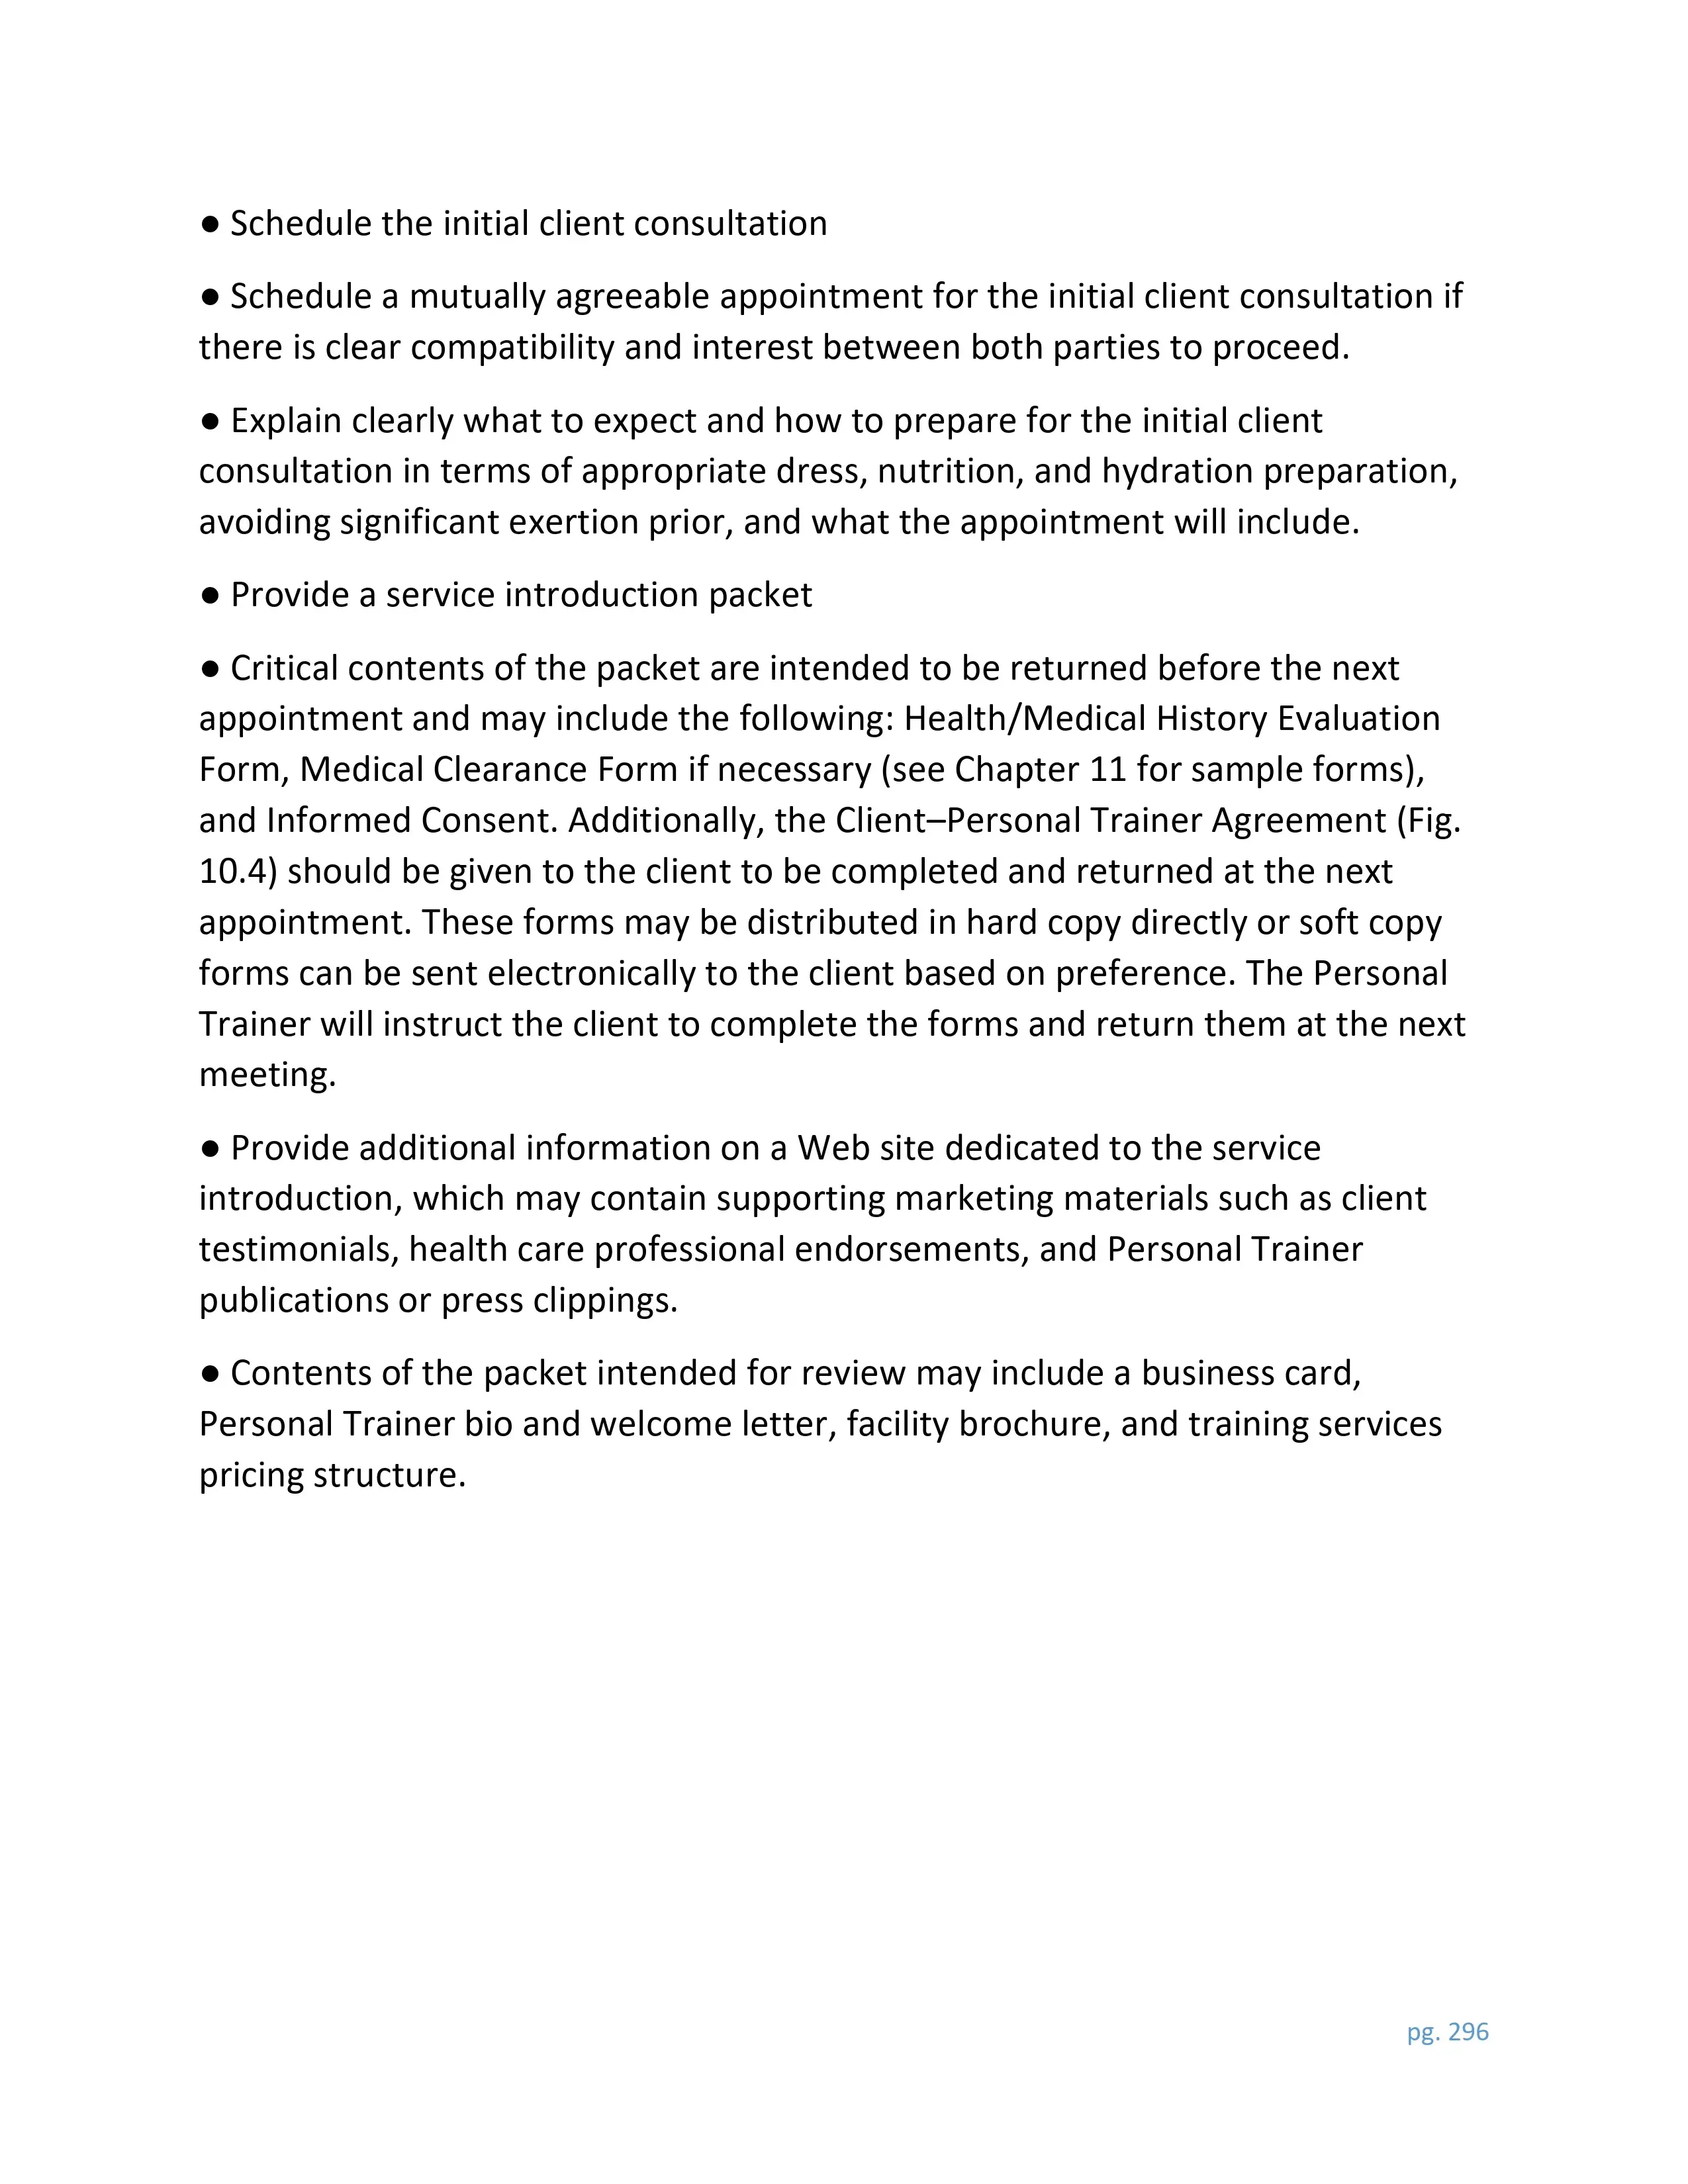 ● Schedule the initial client consultation
● Schedule a mutually agreeable appointment for the initial client consultation if
there is clear compatibility and interest between both parties to proceed.
● Explain clearly what to expect and how to prepare for the initial client
consultation in terms of appropriate dress, nutrition, and hydration preparation,
avoiding significant exertion prior, and what the appointment will include.
● Provide a service introduction packet
● Critical contents of the packet are intended to be returned before the next
appointment and may include the following: Health/Medical History Evaluation
Form, Medical Clearance Form if necessary (see Chapter 11 for sample forms),
and Informed Consent. Additionally, the Client–Personal Trainer Agreement (Fig.
10.4) should be given to the client to be completed and returned at the next
appointment. These forms may be distributed in hard copy directly or soft copy
forms can be sent electronically to the client based on preference. The Personal
Trainer will instruct the client to complete the forms and return them at the next
meeting.
● Provide additional information on a Web site dedicated to the service
introduction, which may contain supporting marketing materials such as client
testimonials, health care professional endorsements, and Personal Trainer
publications or press clippings.
● Contents of the packet intended for review may include a business card,
Personal Trainer bio and welcome letter, facility brochure, and training services
pricing structure.
pg. 296